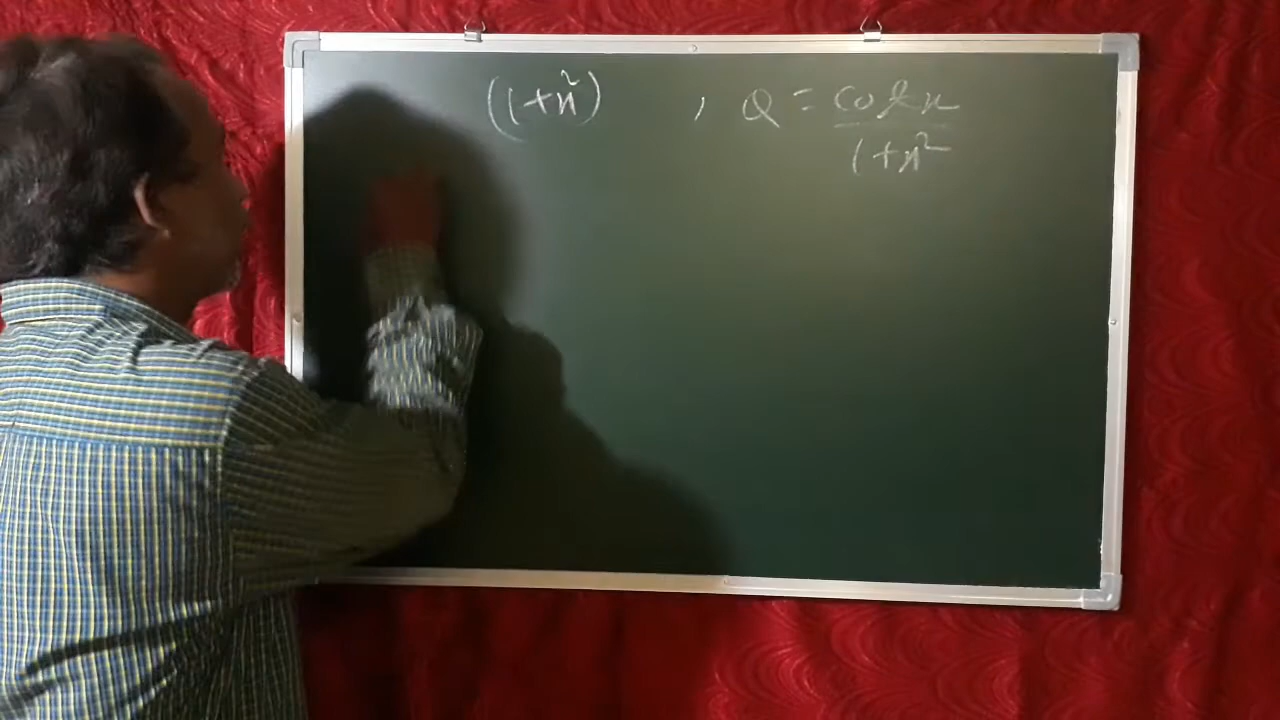 (1+x²) , Q = cot x / (1+x²